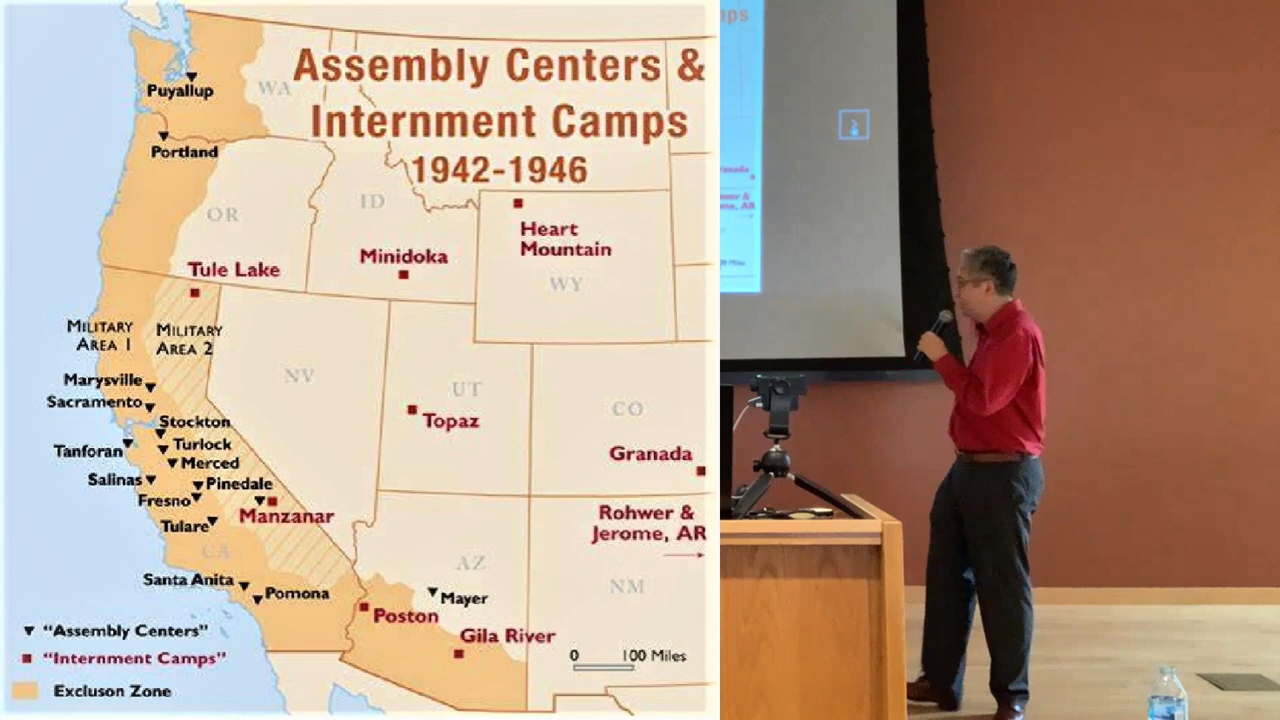 Assembly Centers &
Internment Camps
1942-1946
Puyallup
WA
Portland
OR
ID
Heart
Mountain
Minidoka
Tule Lake
WY
MILITARY
AREA 1
MILITARY
AREA 2
NV
Marysville
Sacramento
UT
CO
Topaz
Stockton
Tanforan
Turlock
Merced
Granada
Salinas
Pinedale
Fresno
Manzanar
Rohwer &
Jerome, AR
Tulare
CA
AZ
NM
Santa Anita
Pomona
Mayer
Poston
Gila River
"Assembly Centers"
"Internment Camps"
Excluson Zone
0 100 Miles